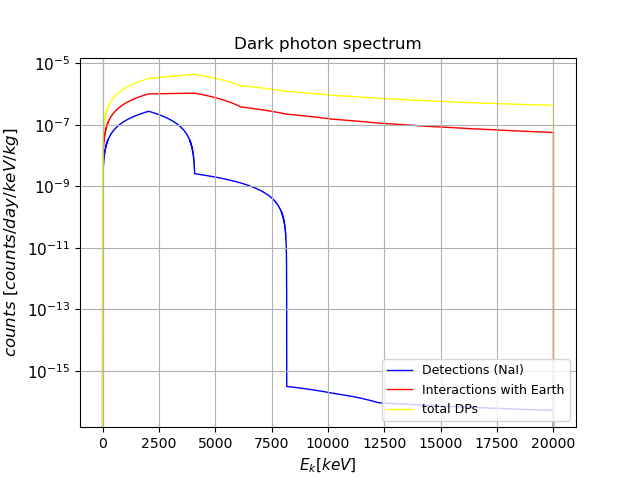 Dark photon spectrum
counts [counts/day/keV/kg]
10⁻⁵
10⁻⁷
10⁻⁹
10⁻¹¹
10⁻¹³
10⁻¹⁵
Detections (NaI)
Interactions with Earth
total DPs
0 2500 5000 7500 10000 12500 15000 17500 20000
Eₖ[keV]